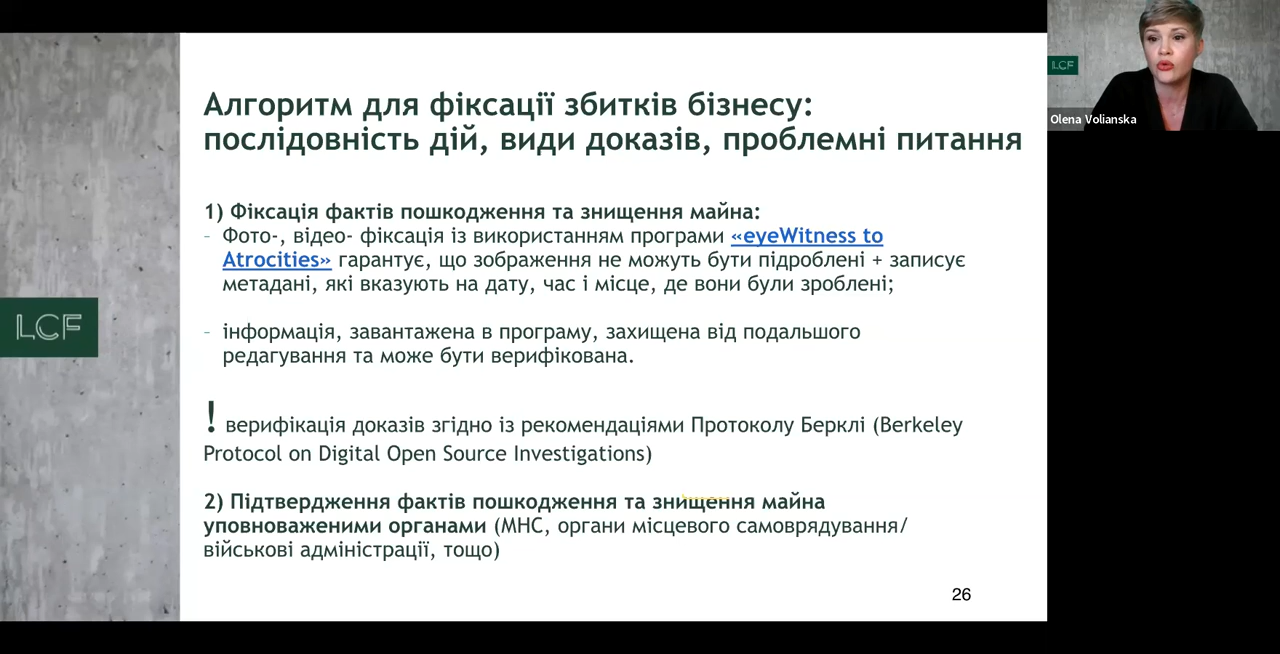 LCF
Olena Volianska
Алгоритм для фіксації збитків бізнесу:
послідовність дій, види доказів, проблемні питання
1) Фіксація фактів пошкодження та знищення майна:
- Фото-, відео- фіксація із використанням програми «eyeWitness to
Atrocities» гарантує, що зображення не можуть бути підроблені + записує
метадані, які вказують на дату, час і місце, де вони були зроблені;
- інформація, завантажена в програму, захищена від подальшого
редагування та може бути верифікована.
! верифікація доказів згідно із рекомендаціями Протоколу Берклі (Berkeley
Protocol on Digital Open Source Investigations)
2) Підтвердження фактів пошкодження та знищення майна
уповноваженими органами (МНС, органи місцевого самоврядування/
військові адміністрації, тощо)
LCF
26